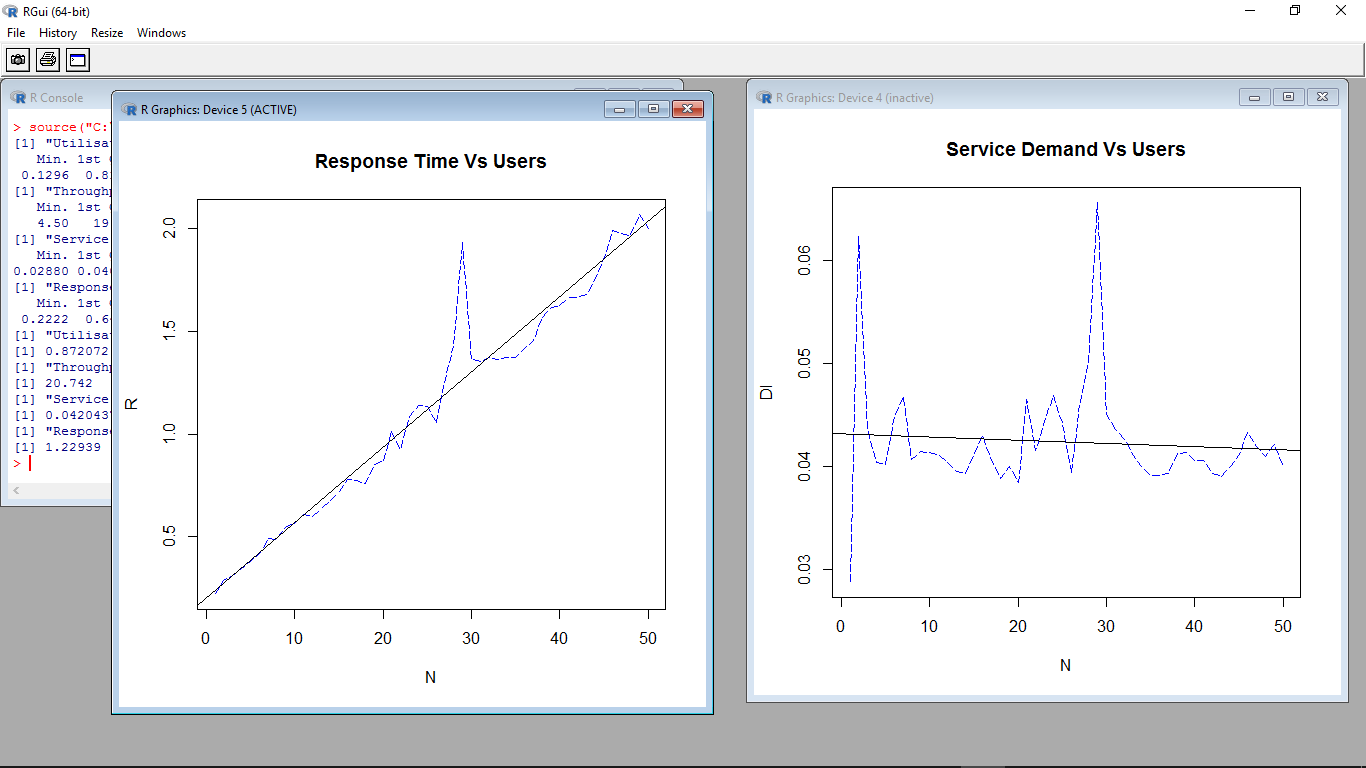 RGui (64-bit)
File History Resize Windows
R Console
> source("C:
[1] "Utilisa
Min. 1st
0.1296 0.8
[1] "Through
Min. 1st
4.50 19
[1] "Service
Min. 1st
0.02880 0.04
[1] "Respons
Min. 1st
0.2222 0.6
[1] "Utilisa
[1] 0.872072
[1] "Through
[1] 20.742
[1] "Service
[1] 0.042043
[1] "Respons
[1] 1.22939
>
R Graphics: Device 5 (ACTIVE)
Response Time Vs Users
2.0
1.5
1.0
0.5
R
0 10 20 30 40 50
N
R Graphics: Device 4 (inactive)
Service Demand Vs Users
0.06
0.05
0.04
0.03
DI
0 10 20 30 40 50
N